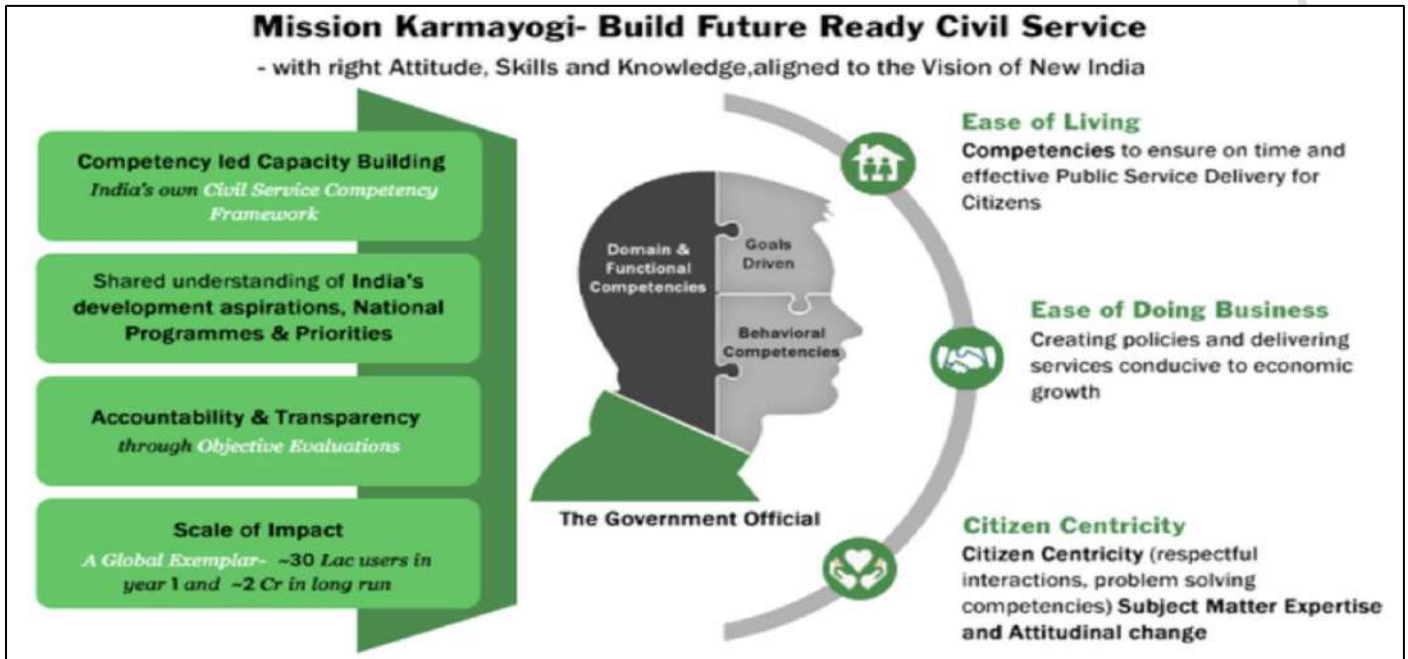 Mission Karmayogi- Build Future Ready Civil Service
- with right Attitude, Skills and Knowledge,aligned to the Vision of New India
Competency led Capacity Building
India's own Civil Service Competency
Framework
Shared understanding of India's
development aspirations, National
Programmes & Priorities
Accountability & Transparency
through Objective Evaluations
Scale of Impact
A Global Exemplar- ~30 Lac users in
year 1 and ~2 Cr in long run
Domain &
Functional
Competencies
Goals
Driven
Behavioral
Competencies
The Government Official
Ease of Living
Competencies to ensure on time and
effective Public Service Delivery for
Citizens
Ease of Doing Business
Creating policies and delivering
services conducive to economic
growth
Citizen Centricity
Citizen Centricity (respectful
interactions, problem solving
competencies) Subject Matter Expertise
and Attitudinal change